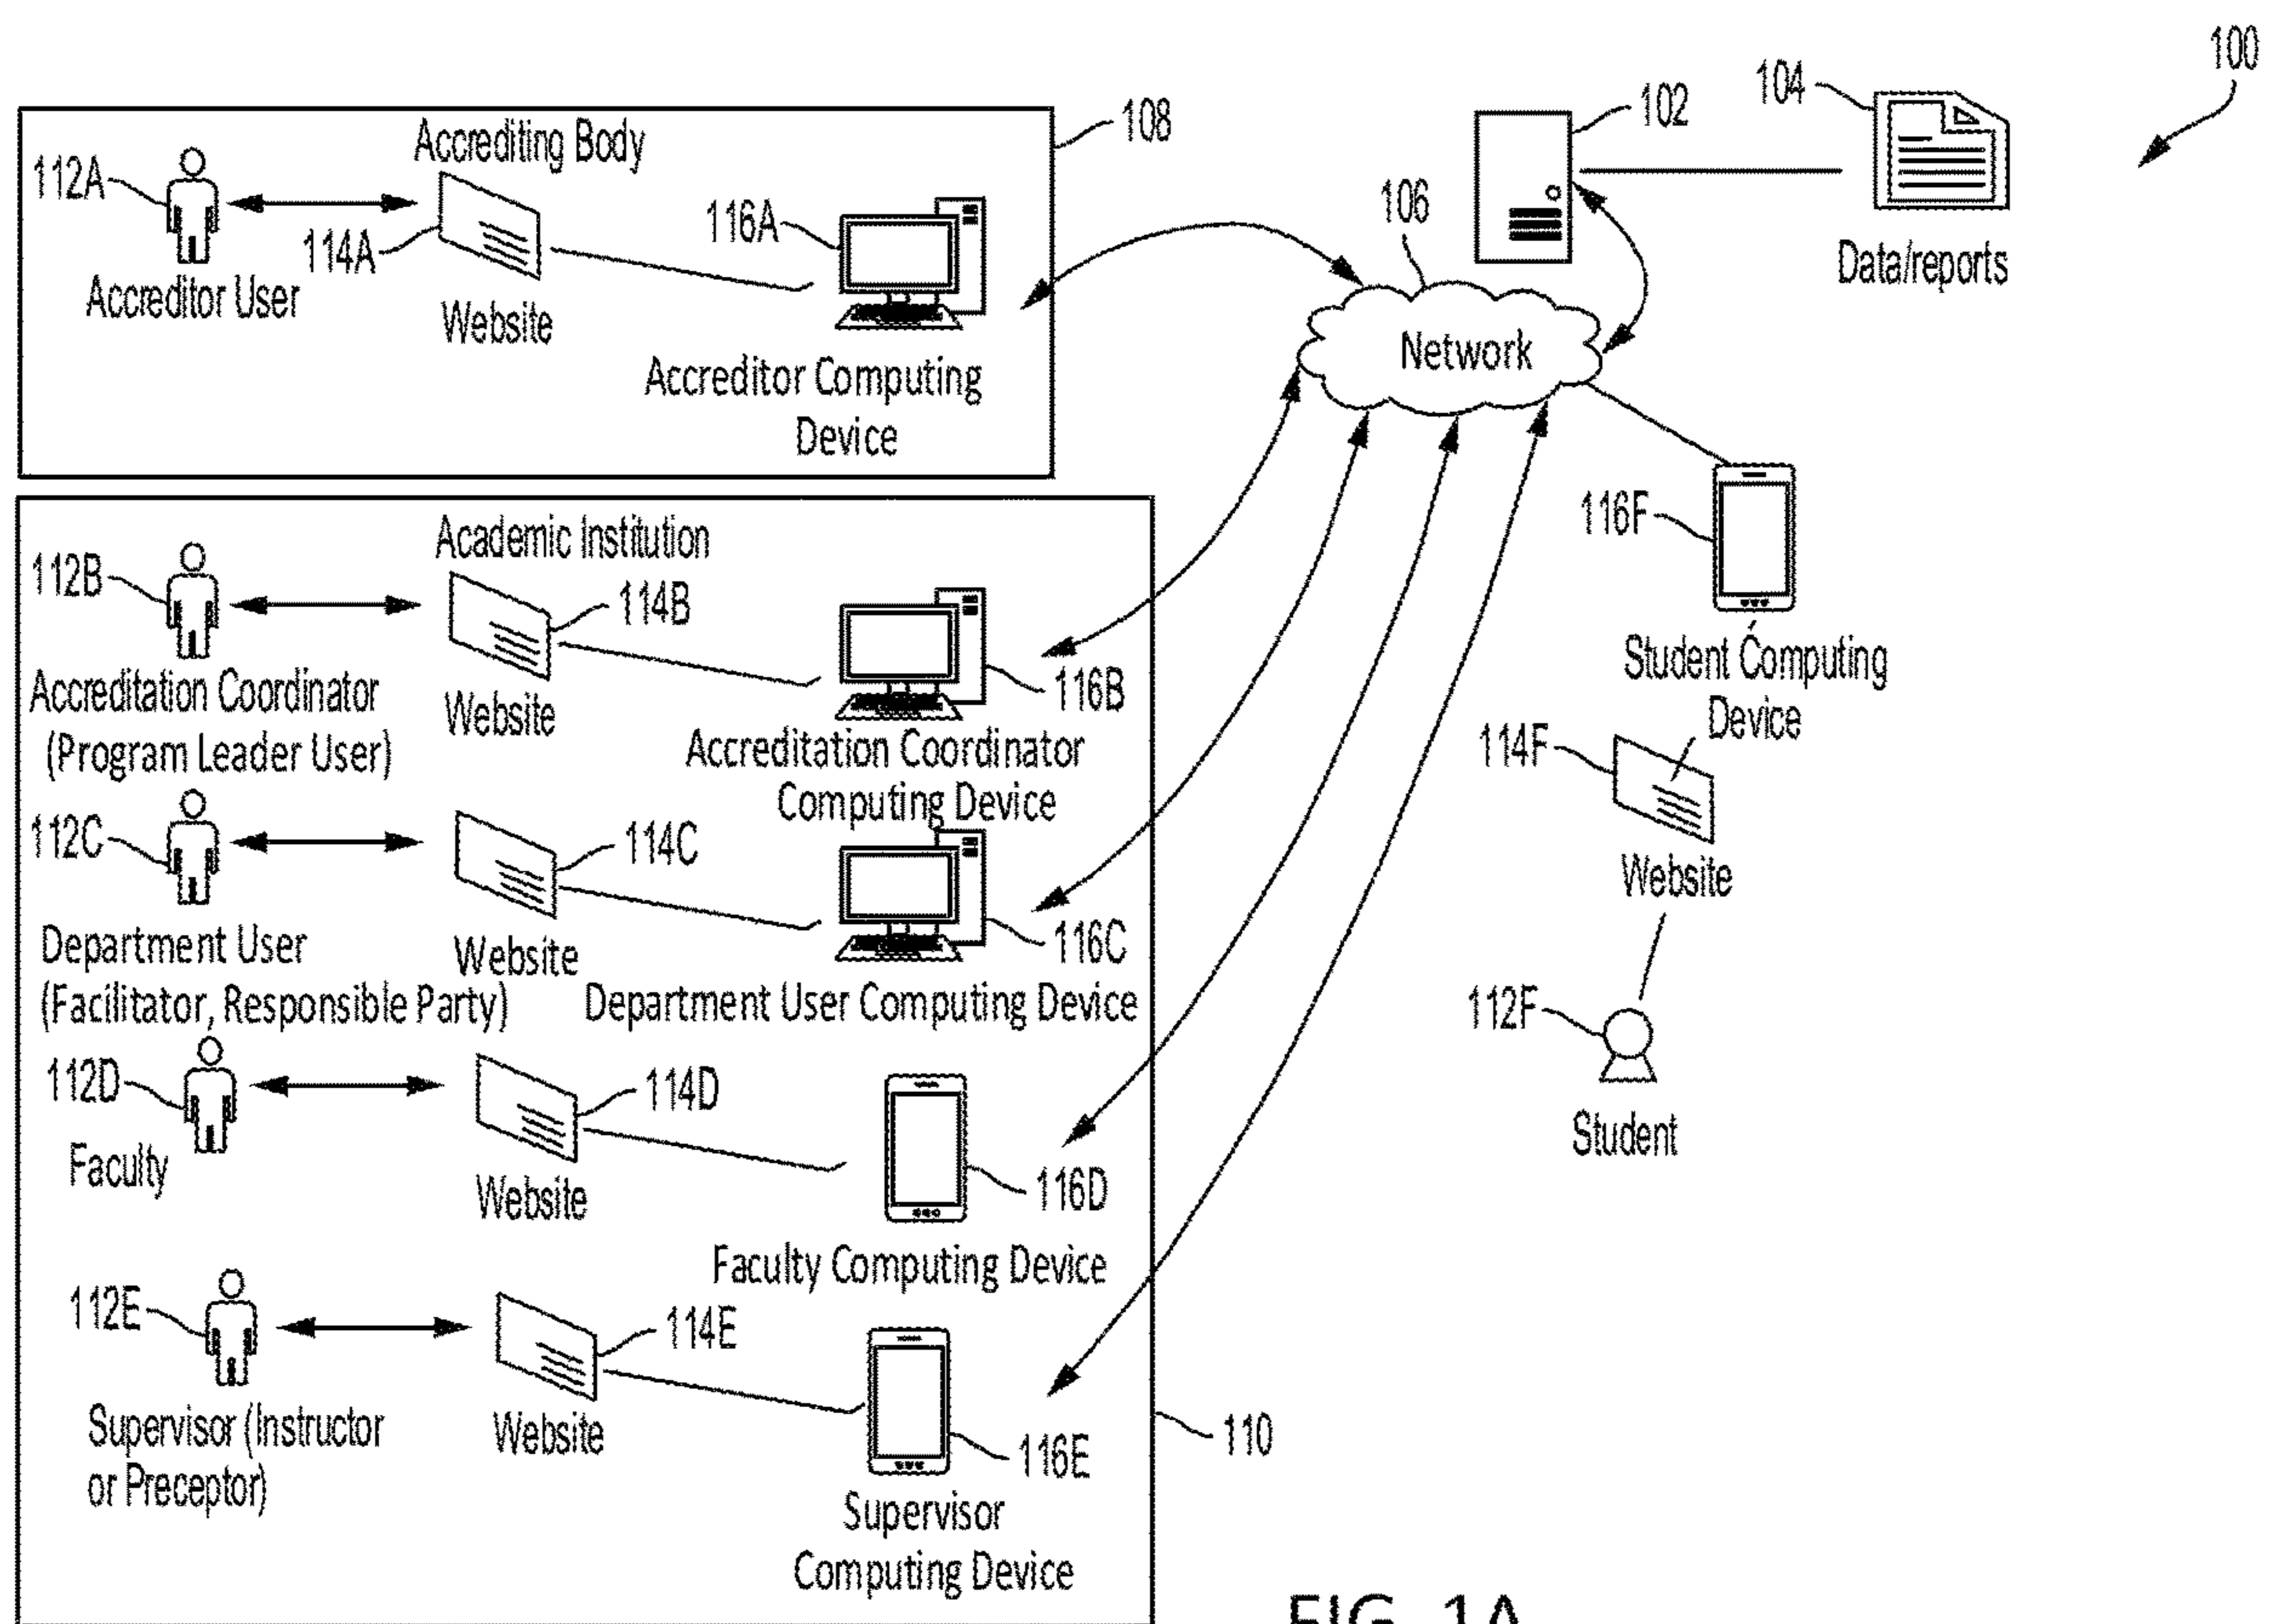 100
102
104
Data/reports
106
Network
108
Accrediting Body
112A
114A
116A
Accreditor User
Website
Accreditor Computing
Device
Academic Institution
112B
114B
116B
Accreditation Coordinator
(Program Leader User)
Website
Accreditation Coordinator
Computing Device
112C
114C
116C
Department User
(Facilitator, Responsible Party)
Website
Department User Computing Device
112D
114D
116D
Faculty
Website
Faculty Computing Device
112E
114E
116E
Supervisor (Instructor
or Preceptor)
Website
Supervisor
Computing Device
110
116F
Student Computing
Device
114F
Website
112F
Student
FIG. 1A